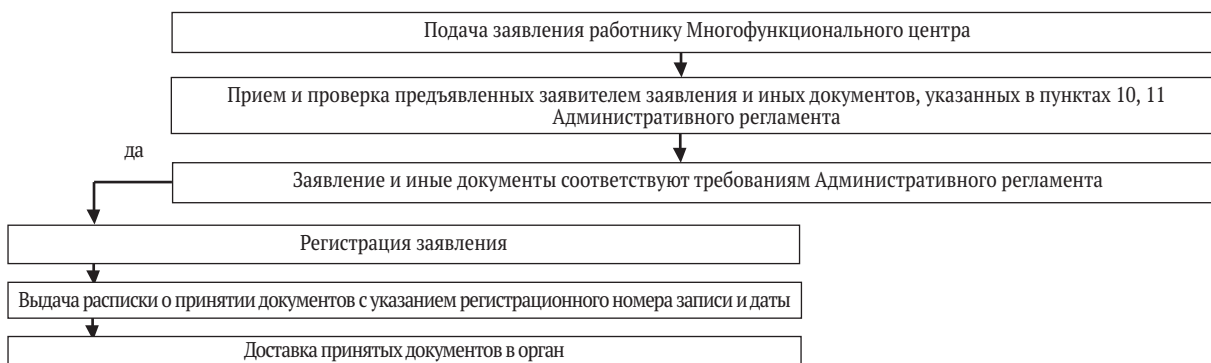 Подача заявления работнику Многофункционального центра
Прием и проверка предъявленных заявителем заявления и иных документов, указанных в пунктах 10, 11
Административного регламента
да
Заявление и иные документы соответствуют требованиям Административного регламента
Регистрация заявления
Выдача расписки о принятии документов с указанием регистрационного номера записи и даты
Доставка принятых документов в орган